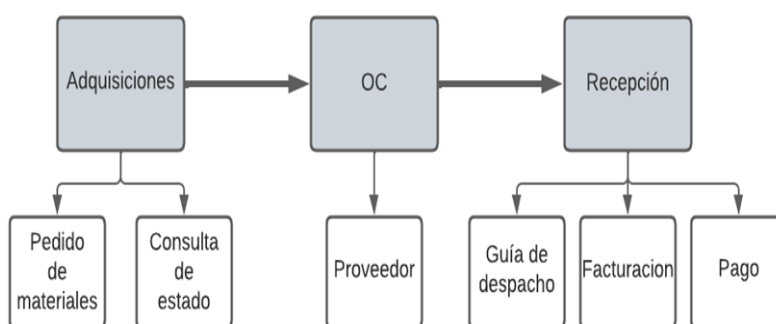 Adquisiciones
OC
Recepción
Pedido
de
materiales
Consulta
de
estado
Proveedor
Guía de
despacho
Facturacion
Pago